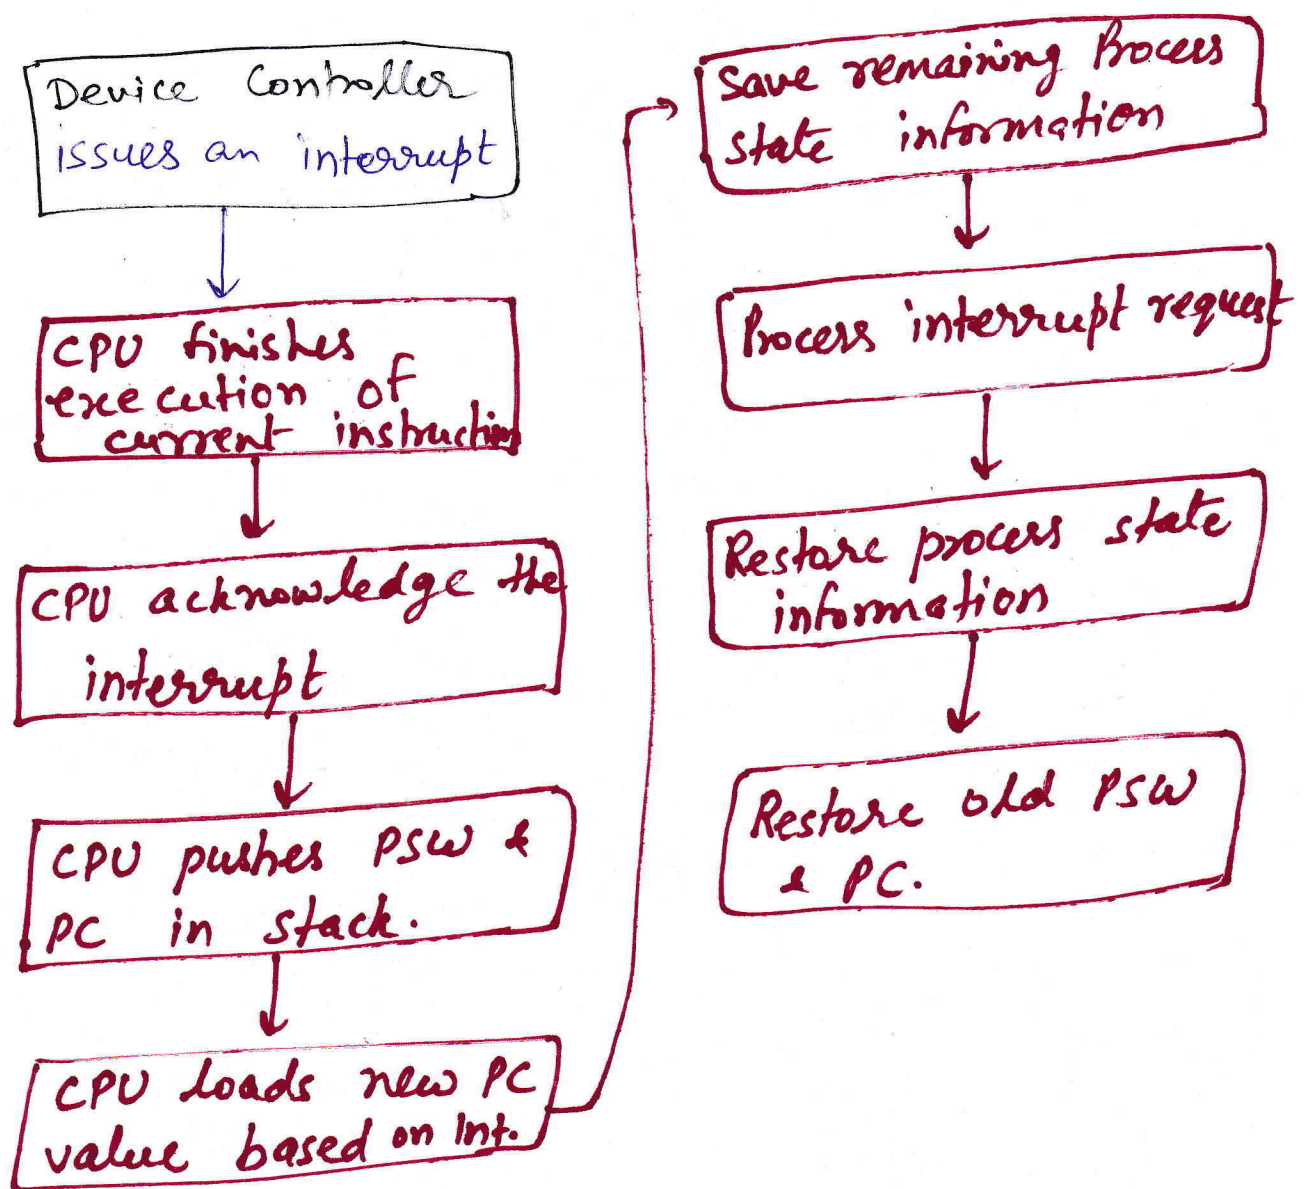 Device Controller
issues an interrupt
CPU finishes
execution of
current instruction
CPU acknowledge the
interrupt
CPU pushes PSW &
PC in stack.
CPU loads new PC
value based on Int.
Save remaining Process
state information
Process interrupt request
Restore process state
information
Restore old PSW
& PC.